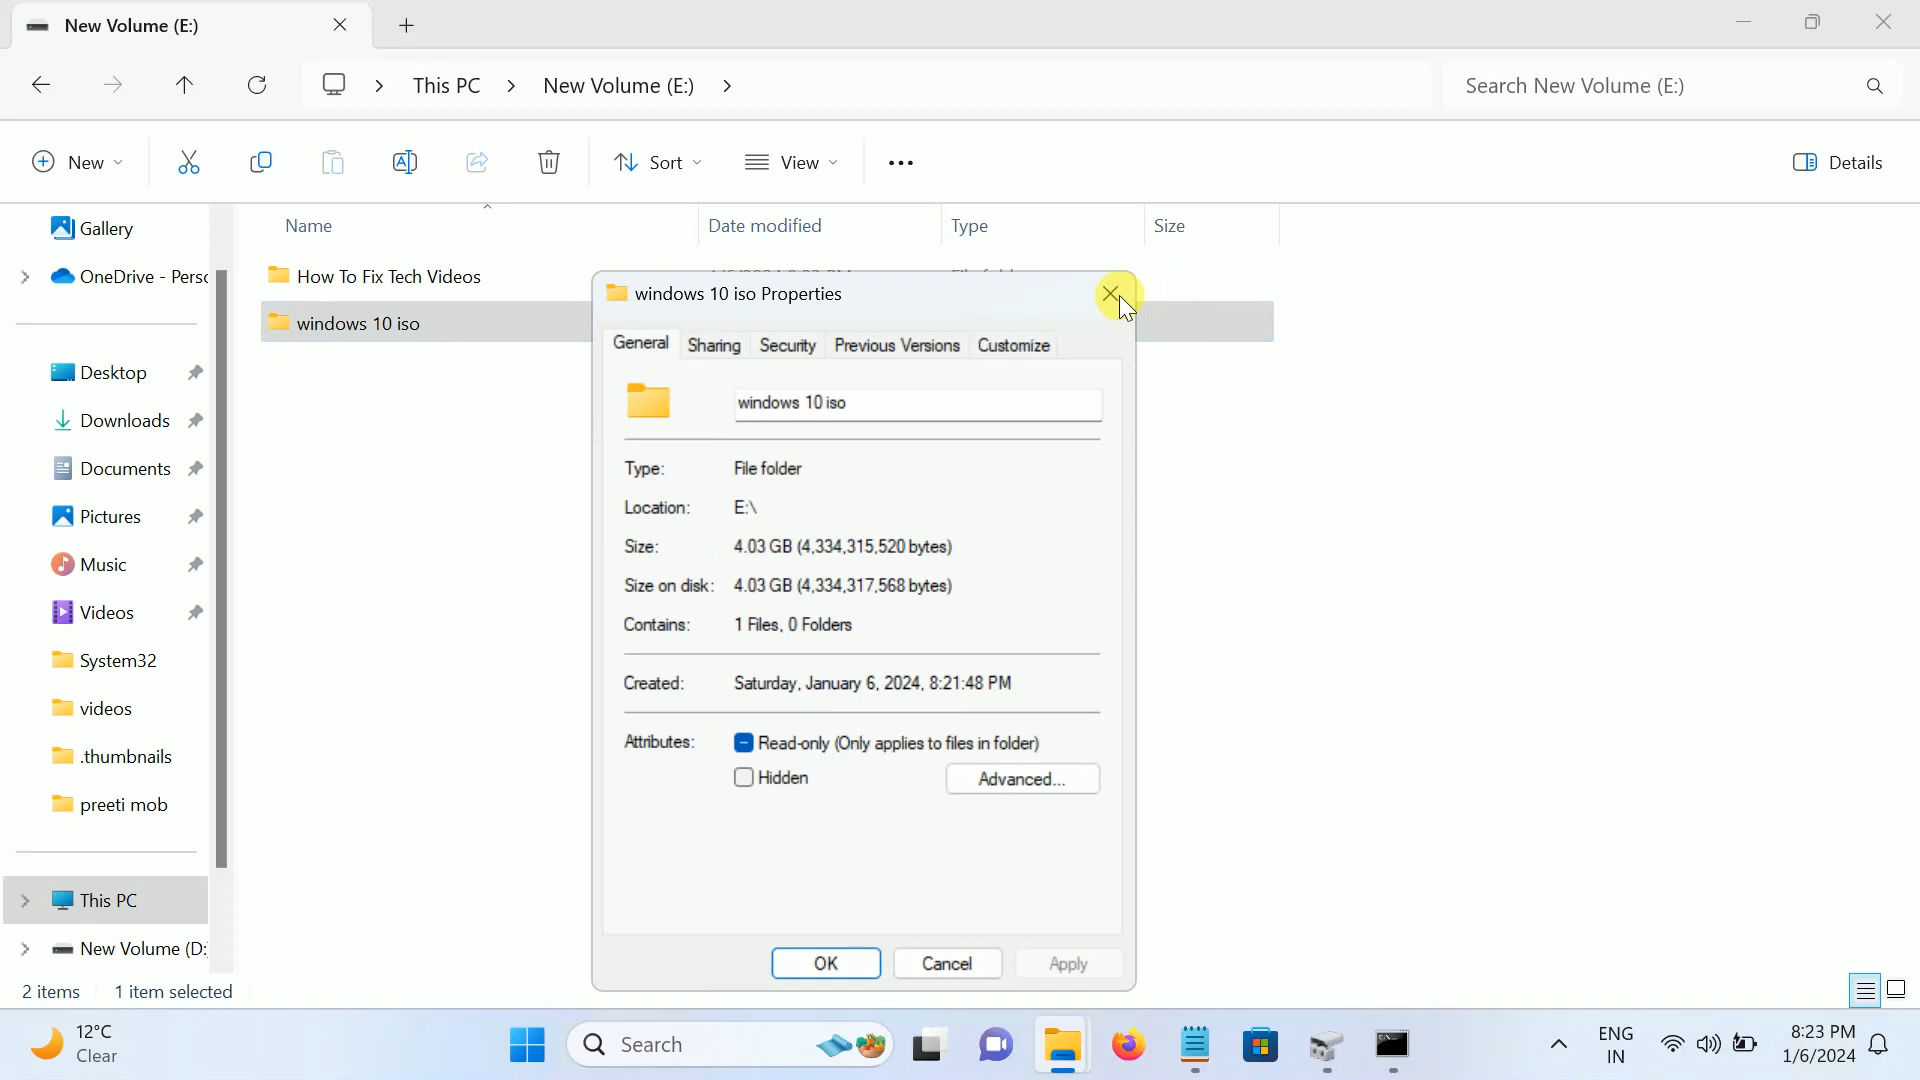 New Volume (E:)
This PC
New Volume (E:)
Search New Volume (E:)
New
Sort
View
Details
Gallery
OneDrive - Perso
Desktop
Downloads
Documents
Pictures
Music
Videos
System32
videos
.thumbnails
preeti mob
This PC
New Volume (D:)
Name
Date modified
Type
Size
How To Fix Tech Videos
windows 10 iso
windows 10 iso Properties
General
Sharing
Security
Previous Versions
Customize
windows 10 iso
Type: File folder
Location: E:\
Size: 4.03 GB (4,334,315,520 bytes)
Size on disk: 4.03 GB (4,334,317,568 bytes)
Contains: 1 Files, 0 Folders
Created: Saturday, January 6, 2024, 8:21:48 PM
Attributes: Read-only (Only applies to files in folder)
Hidden
Advanced...
OK
Cancel
Apply
2 items
1 item selected
12°C
Clear
Search
ENG
IN
8:23 PM
1/6/2024